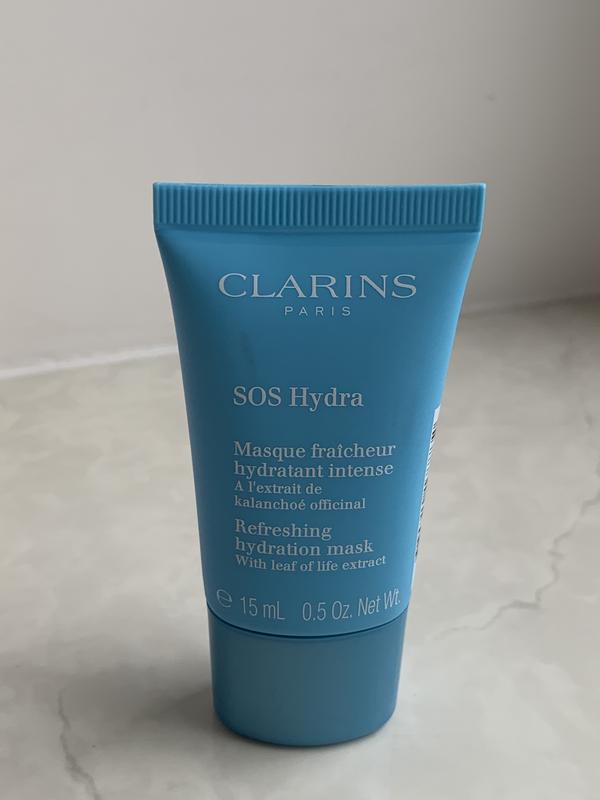 CLARINS
PARIS
SOS Hydra
Masque fraîcheur
hydratant intense
A l'extrait de
kalanchoé officinal
Refreshing
hydration mask
With leaf of life extract
℮ 15 mL 0.5 Oz. Net Wt.